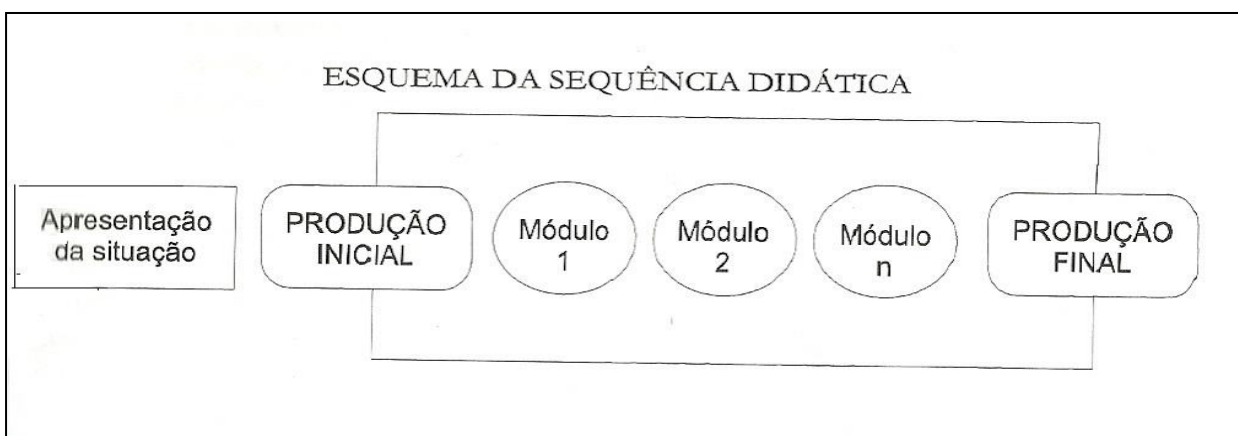 ESQUEMA DA SEQUÊNCIA DIDÁTICA
Apresentação
da situação
PRODUÇÃO
INICIAL
Módulo
1
Módulo
2
Módulo
n
PRODUÇÃO
FINAL